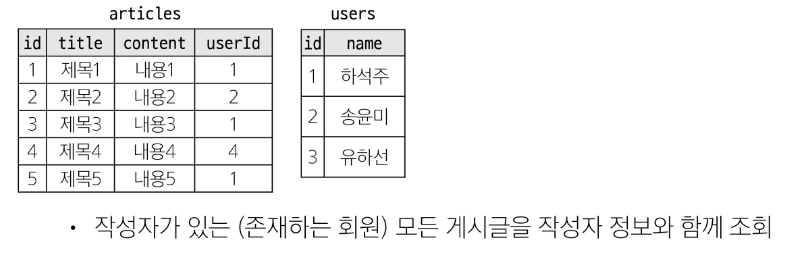 articles users
id title content userId id name
1 제목1 내용1 1 1 하석주
2 제목2 내용2 2 2 송윤미
3 제목3 내용3 1 3 유하선
4 제목4 내용4 4
5 제목5 내용5 1
• 작성자가 있는 (존재하는 회원) 모든 게시글을 작성자 정보와 함께 조회